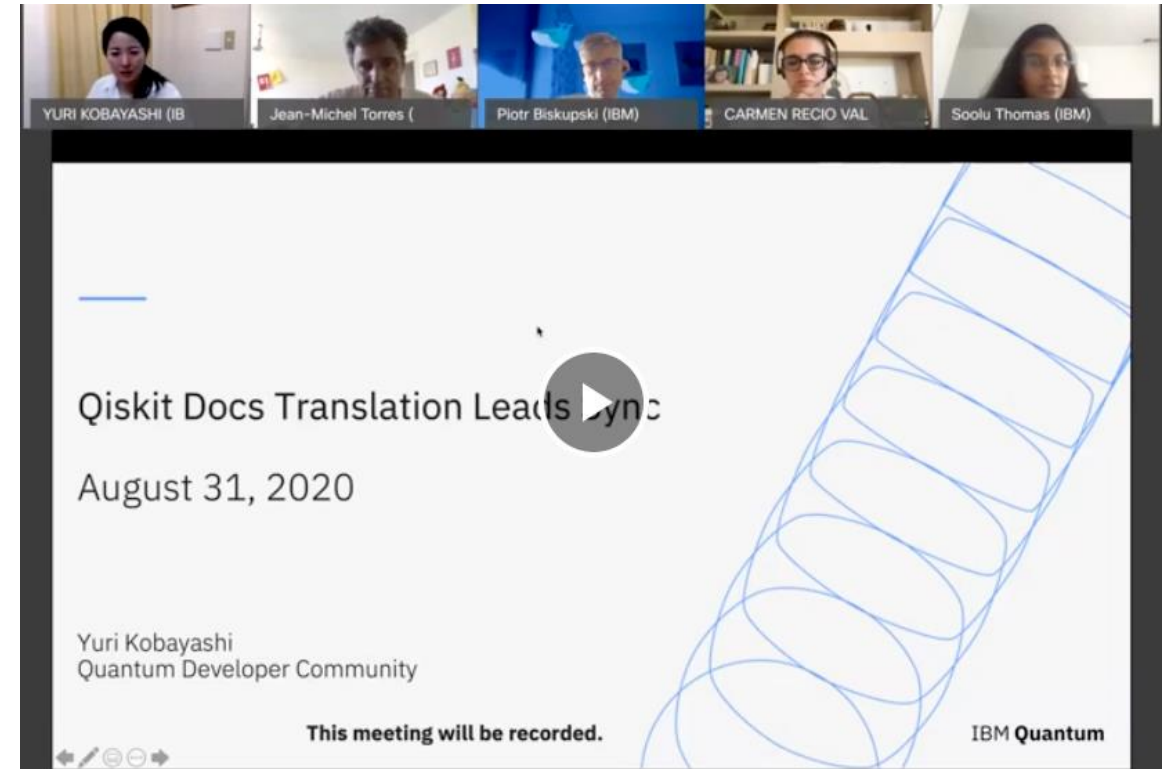 YURI KOBAYASHI (IB
Jean-Michel Torres (
Piotr Biskupski (IBM)
CARMEN RECIO VAL
Soolu Thomas (IBM)
Qiskit Docs Translation Leads Sync
August 31, 2020
Yuri Kobayashi
Quantum Developer Community
This meeting will be recorded.
IBM Quantum